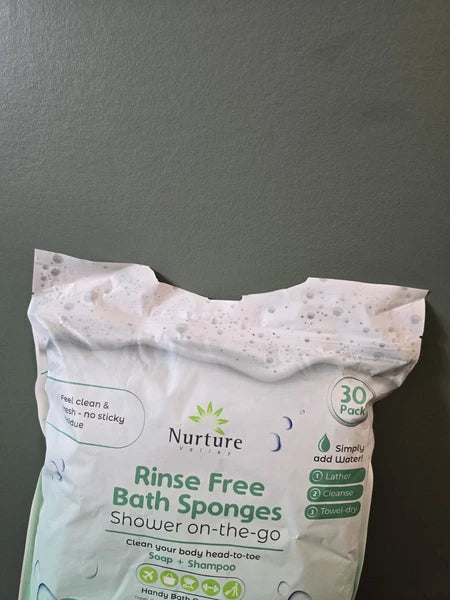 Feel clean &
fresh - no sticky
residue
30
Pack
Nurture
Valley
Simply
add Water!
1 Lather
2 Cleanse
3 Towel-dry
Rinse Free
Bath Sponges
Shower on-the-go
Clean your body head-to-toe
Soap + Shampoo
Handy Bath